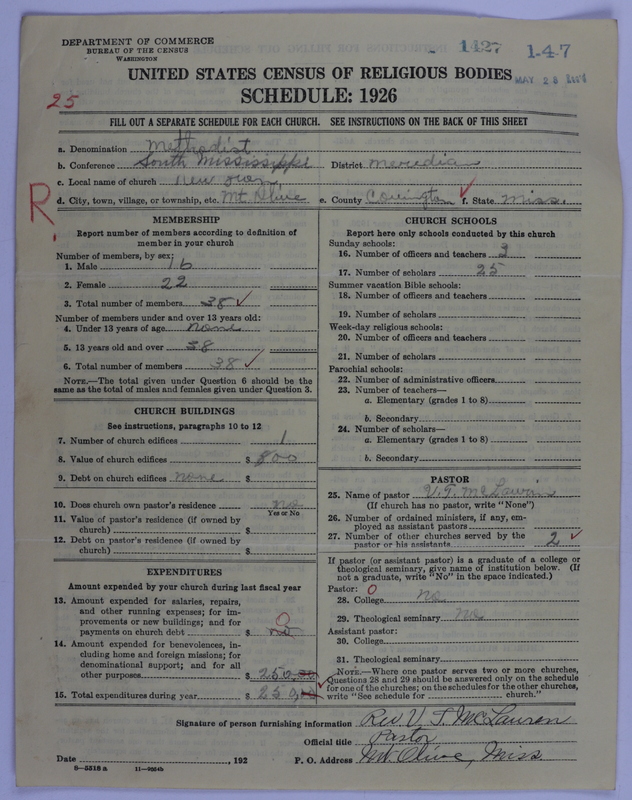 DEPARTMENT OF COMMERCE
BUREAU OF THE CENSUS
WASHINGTON
1427 1-4-7
MAY 28
UNITED STATES CENSUS OF RELIGIOUS BODIES
25
SCHEDULE: 1926
FILL OUT A SEPARATE SCHEDULE FOR EACH CHURCH. SEE INSTRUCTIONS ON THE BACK OF THIS SHEET
a. Denomination Methodist
b. Conference South Mississippi District Meredian
c. Local name of church New
R.
d. City, town, village, or township, etc. Mt. Olive e. County Covington ✓ f. State Miss.
MEMBERSHIP
Report number of members according to definition of
member in your church
Number of members, by sex:
1. Male 16
2. Female 22
3. Total number of members 38 ✓
Number of members under and over 13 years old:
4. Under 13 years of age none
5. 13 years old and over 38
6. Total number of members 38 ✓
NOTE.—The total given under Question 6 should be the
same as the total of males and females given under Question 3.
CHURCH BUILDINGS
See instructions, paragraphs 10 to 12
7. Number of church edifices 1
8. Value of church edifices $ 800
9. Debt on church edifices none $
10. Does church own pastor's residence no
Yes or No
11. Value of pastor's residence (if owned by
church) $
12. Debt on pastor's residence (if owned by
church) $
EXPENDITURES
Amount expended by your church during last fiscal year
13. Amount expended for salaries, repairs,
and other running expenses; for im-
provements or new buildings; and for
payments on church debt $ no 0
14. Amount expended for benevolences, in-
cluding home and foreign missions; for
denominational support; and for all
other purposes $ 250
15. Total expenditures during year $ 250
CHURCH SCHOOLS
Report here only schools conducted by this church
Sunday schools:
16. Number of officers and teachers 2
17. Number of scholars 25
Summer vacation Bible schools:
18. Number of officers and teachers
19. Number of scholars
Week-day religious schools:
20. Number of officers and teachers
21. Number of scholars
Parochial schools:
22. Number of administrative officers
23. Number of teachers—
a. Elementary (grades 1 to 8)
b. Secondary
24. Number of scholars—
a. Elementary (grades 1 to 8)
b. Secondary
PASTOR
25. Name of pastor V. T. McLaurin
(If church has no pastor, write "None")
26. Number of ordained ministers, if any, em-
ployed as assistant pastors
27. Number of other churches served by the
pastor or his assistants 2 ✓
If pastor (or assistant pastor) is a graduate of a college or
theological seminary, give name of institution below. (If
not a graduate, write "No" in the space indicated.)
Pastor: 0
28. College No
29. Theological seminary No
Assistant pastor:
30. College
31. Theological seminary
NOTE.—Where one pastor serves two or more churches,
Questions 28 and 29 should be answered only on the schedule
for one of the churches; on the schedules for the other churches,
write "See schedule for church."
Signature of person furnishing information Rev. V. T. McLauren
Official title Pastor
Date , 192 P. O. Address Mt. Olive, Miss.
8—5518 a 11—9064b